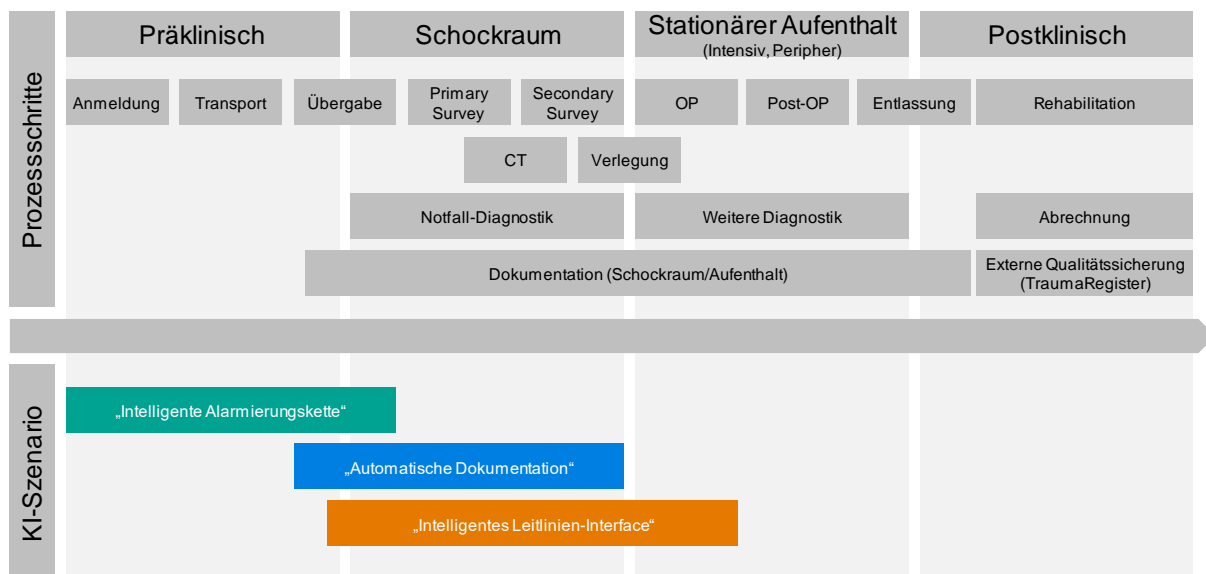 Präklinisch
Schockraum
Stationärer Aufenthalt
(Intensiv, Peripher)
Postklinisch
Prozessschritte
Anmeldung
Transport
Übergabe
Primary
Survey
Secondary
Survey
OP
Post-OP
Entlassung
Rehabilitation
CT
Verlegung
Notfall-Diagnostik
Weitere Diagnostik
Abrechnung
Dokumentation (Schockraum/Aufenthalt)
Externe Qualitätssicherung
(TraumaRegister)
KI-Szenario
„Intelligente Alarmierungskette“
„Automatische Dokumentation“
„Intelligentes Leitlinien-Interface“